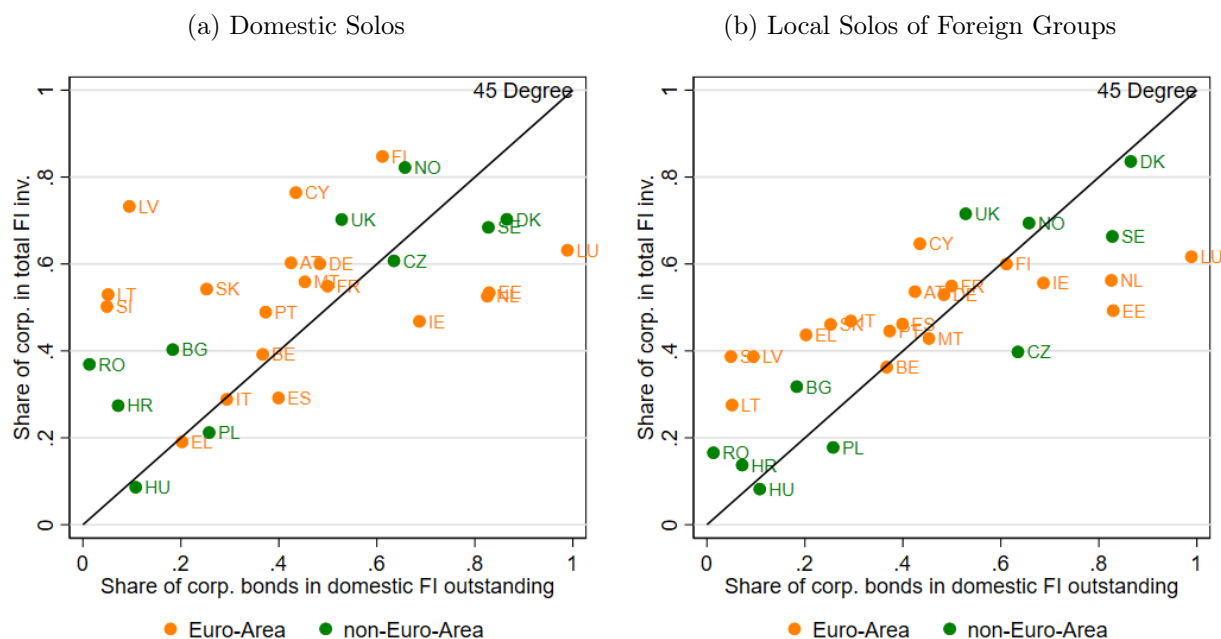 (a) Domestic Solos
(b) Local Solos of Foreign Groups
Share of corp. in total FI inv.
1
.8
.6
.4
.2
0
45 Degree
FI
NO
CY
LV
UK
DK
SE
LU
CZ
AT
DE
MT
FR
SK
LT
SI
EE
NL
PT
IE
BG
BE
RO
IT
ES
HR
PL
EL
HU
0
.2
.4
.6
.8
1
Share of corp. bonds in domestic FI outstanding
Euro-Area
non-Euro-Area
Share of corp. in total FI inv.
1
.8
.6
.4
.2
0
45 Degree
DK
UK
NO
SE
CY
LU
FI
IE
NL
FR
AT
DE
EE
IT
SK
ES
PT
EL
MT
CZ
SI
LV
BE
BG
LT
PL
RO
HR
HU
0
.2
.4
.6
.8
1
Share of corp. bonds in domestic FI outstanding
Euro-Area
non-Euro-Area